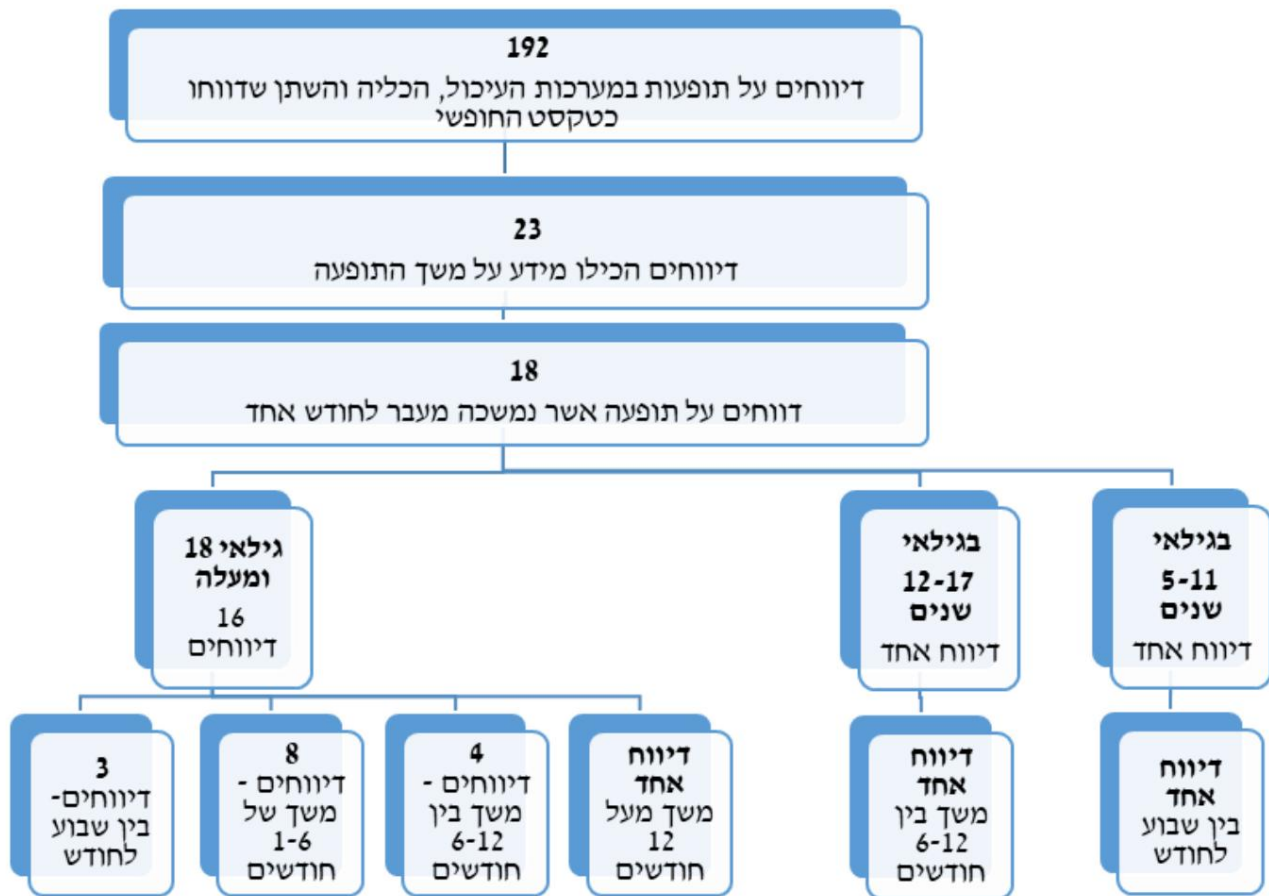 192
דיווחים על תופעות במערכות העיכול, הכליה והשתן שדווחו
כטקסט החופשי
23
דיווחים הכילו מידע על משך התופעה
18
דווחים על תופעה אשר נמשכה מעבר לחודש אחד
בגילאי
5-11
שנים
דיווח אחד
בגילאי
12-17
שנים
דיווח אחד
גילאי 18
ומעלה
16
דיווחים
דיווח
אחד
בין שבוע
לחודש
דיווח
אחד
משך בין
6-12
חודשים
דיווח
אחד
משך מעל
12
חודשים
4
דיווחים -
משך בין
6-12
חודשים
8
דיווחים -
משך של
1-6
חודשים
3
דיווחים-
בין שבוע
לחודש